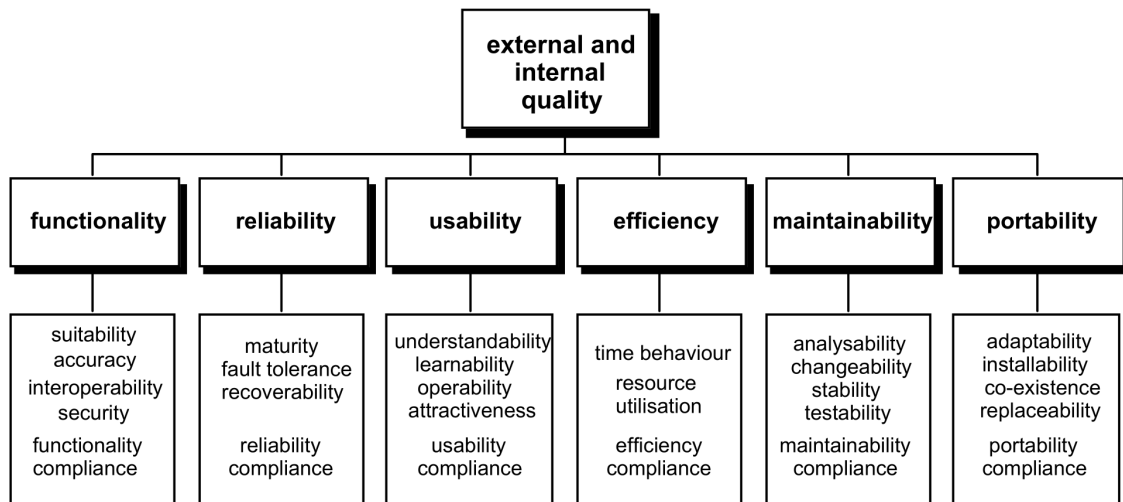 external and
internal
quality
functionality
reliability
usability
efficiency
maintainability
portability
suitability
accuracy
interoperability
security
functionality
compliance
maturity
fault tolerance
recoverability
reliability
compliance
understandability
learnability
operability
attractiveness
usability
compliance
time behaviour
resource
utilisation
efficiency
compliance
analysability
changeability
stability
testability
maintainability
compliance
adaptability
installability
co-existence
replaceability
portability
compliance